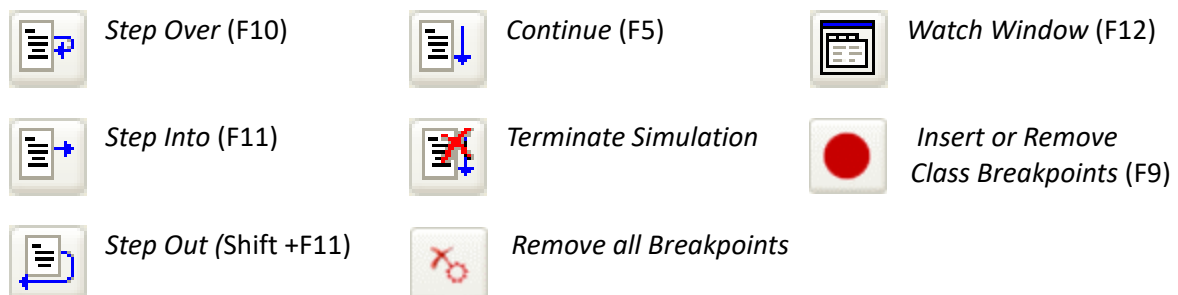 Step Over (F10)
Continue (F5)
Watch Window (F12)
Step Into (F11)
Terminate Simulation
Insert or Remove
Class Breakpoints (F9)
Step Out (Shift +F11)
Remove all Breakpoints